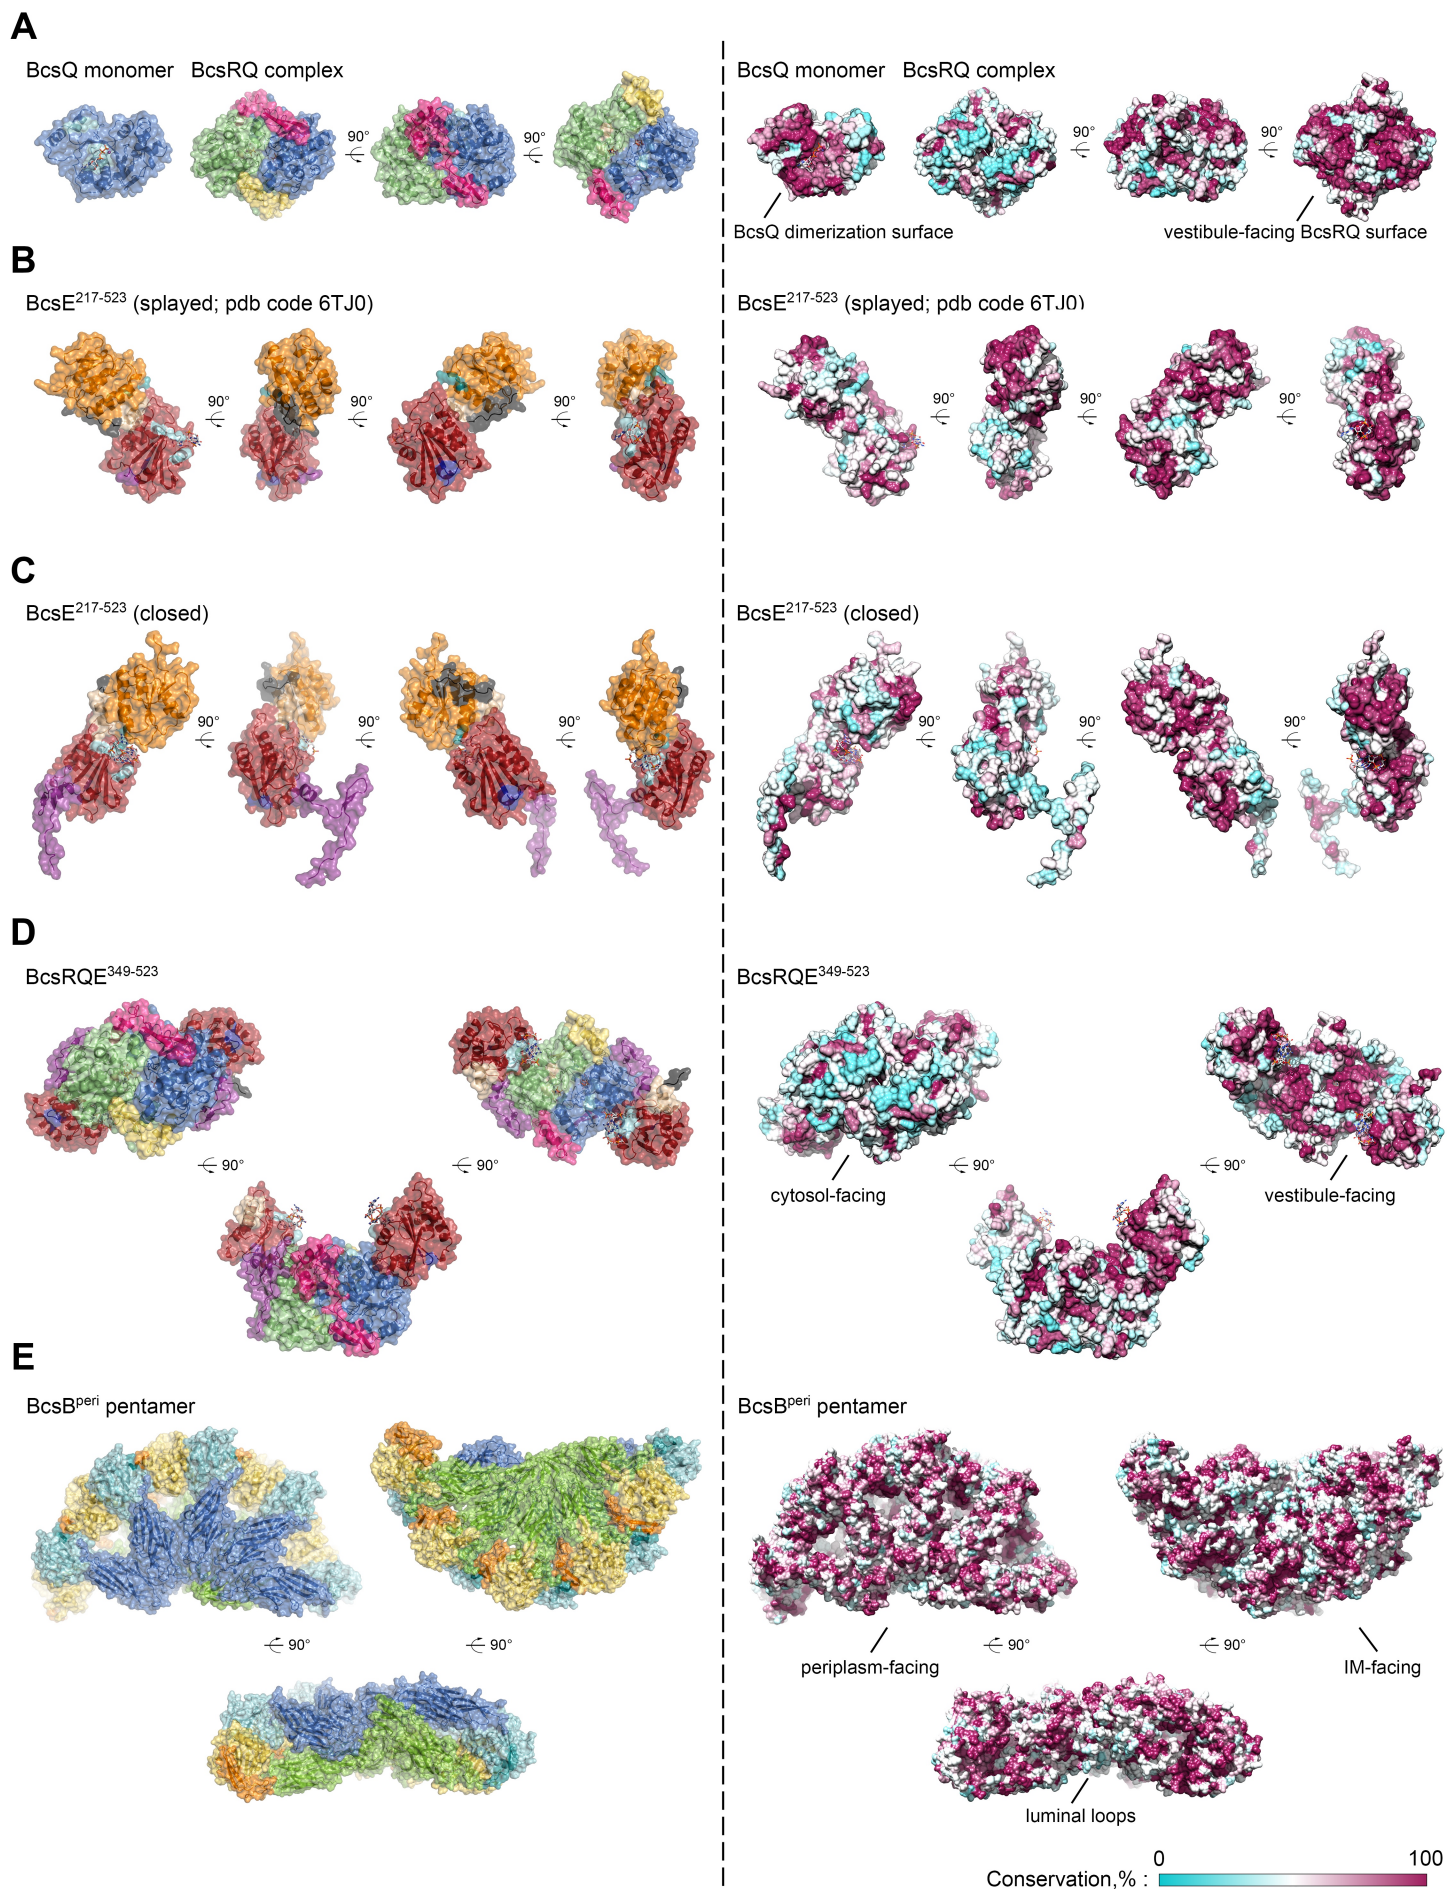 A
BcsQ monomer BcsRQ complex
90°
90°
BcsQ monomer BcsRQ complex
90°
90°
BcsQ dimerization surface
vestibule-facing BcsRQ surface
B
BcsE217-523 (splayed; pdb code 6TJ0)
90°
90°
90°
BcsE217-523 (splayed; pdb code 6TJ0)
90°
90°
90°
C
BcsE217-523 (closed)
90°
90°
90°
BcsE217-523 (closed)
90°
90°
90°
D
BcsRQE349-523
90°
90°
BcsRQE349-523
90°
90°
cytosol-facing
vestibule-facing
E
BcsBperi pentamer
90°
90°
BcsBperi pentamer
90°
90°
periplasm-facing
IM-facing
luminal loops
0 100
Conservation,% :